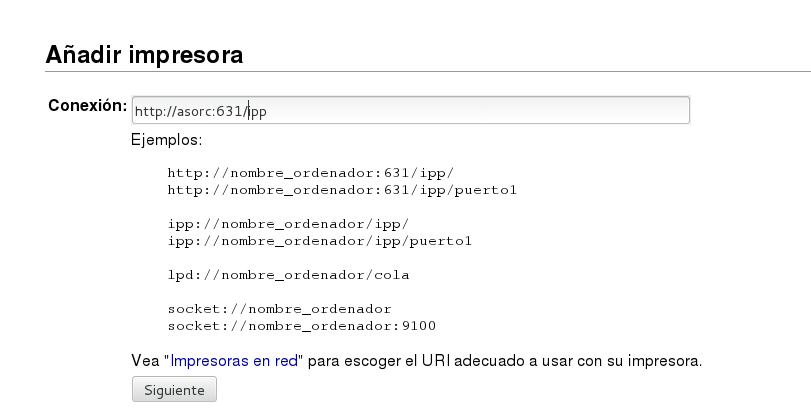 Añadir impresora
Conexión: http://asorc:631/ipp
Ejemplos:
http://nombre_ordenador:631/ipp/
http://nombre_ordenador:631/ipp/puerto1
ipp://nombre_ordenador/ipp/
ipp://nombre_ordenador/ipp/puerto1
lpd://nombre_ordenador/cola
socket://nombre_ordenador
socket://nombre_ordenador:9100
Vea "Impresoras en red" para escoger el URI adecuado a usar con su impresora.
Siguiente